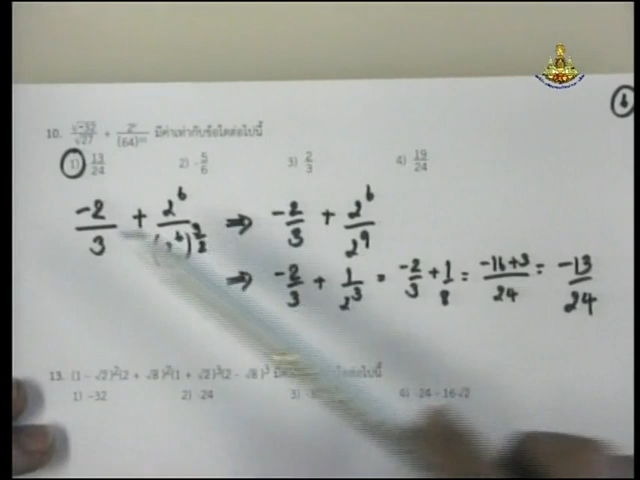 6
10. ⁵√-32/√27 + 2⁶/(64)^(3/2) มีค่าเท่ากับข้อใดต่อไปนี้
1) -13/24 2) -5/6 3) 2/3 4) 19/24
-2/3 + 2⁶/(2⁶)^(3/2) ⇒ -2/3 + 2⁶/2⁹
⇒ -2/3 + 1/2³ = -2/3 + 1/8 = -16+3/24 = -13/24
13. (1 - √2)²(2 + √8)²(1 + √2)³(2 - √8)³
1) -32 2) -24 3) 4) 24 - 16√2